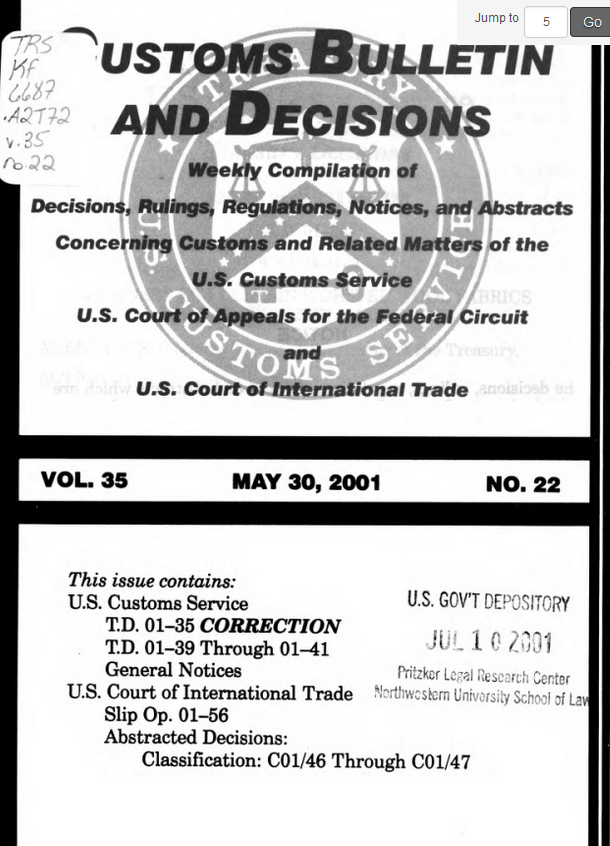 Jump to 5 Go
TRS
Kf
6687
.A2T72
v.35
no.22
CUSTOMS BULLETIN
AND DECISIONS
Weekly Compilation of
Decisions, Rulings, Regulations, Notices, and Abstracts
Concerning Customs and Related Matters of the
U.S. Customs Service
U.S. Court of Appeals for the Federal Circuit
and
U.S. Court of International Trade
TREASURY
U.S. CUSTOMS SERVICE
VOL. 35 MAY 30, 2001 NO. 22
This issue contains:
U.S. Customs Service
T.D. 01–35 CORRECTION
T.D. 01–39 Through 01–41
General Notices
U.S. Court of International Trade
Slip Op. 01–56
Abstracted Decisions:
Classification: C01/46 Through C01/47
U.S. GOV'T DEPOSITORY
JUL 10 2001
Pritzker Legal Research Center
Northwestern University School of Law